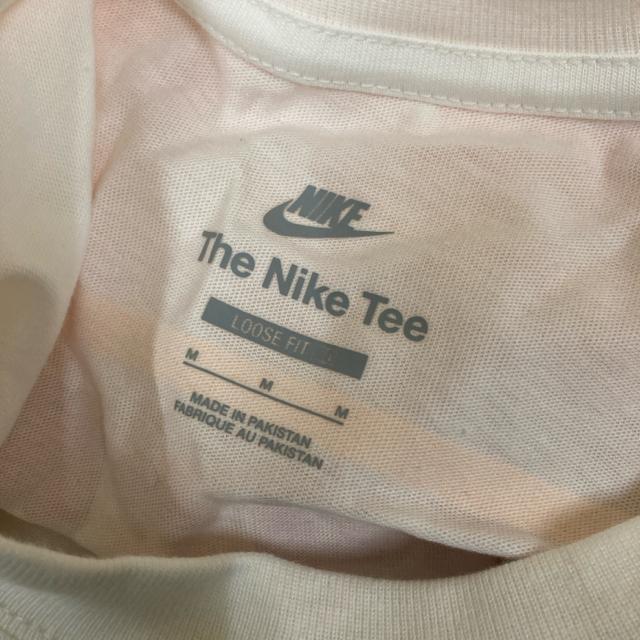 NIKE
The Nike Tee
LOOSE FIT
M M M
MADE IN PAKISTAN
FABRIQUE AU PAKISTAN